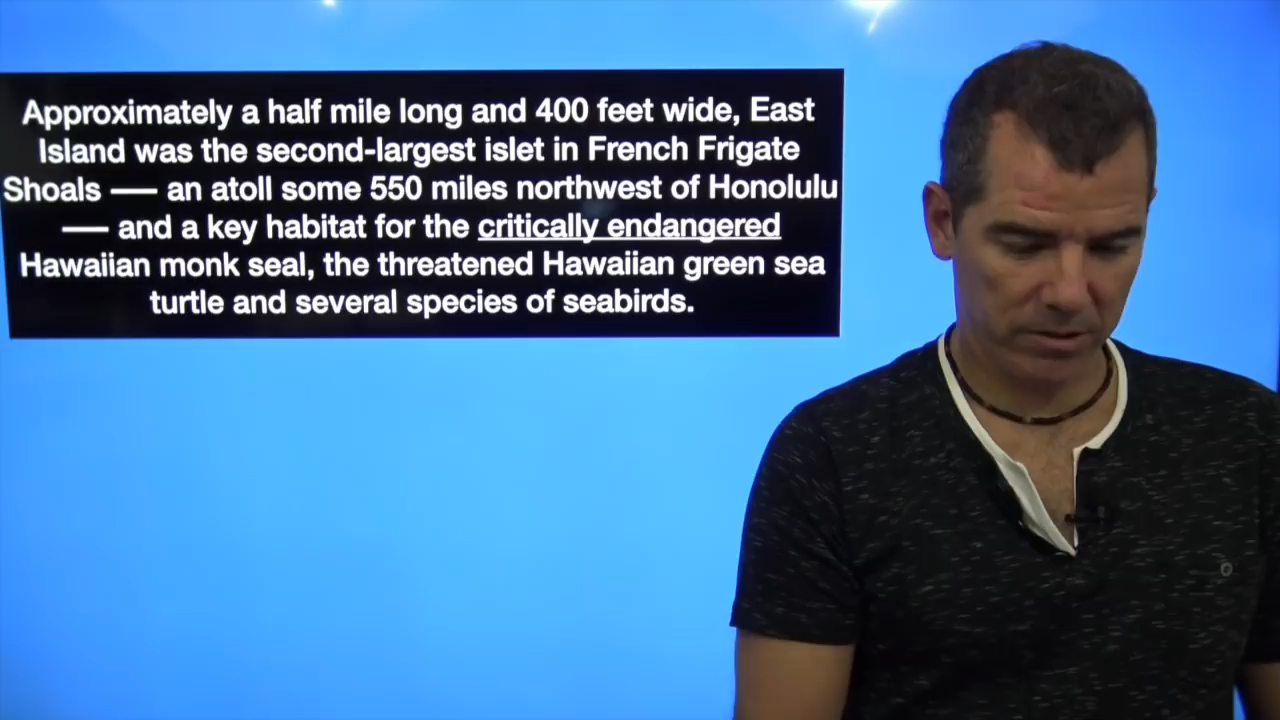 Approximately a half mile long and 400 feet wide, East
Island was the second-largest islet in French Frigate
Shoals — an atoll some 550 miles northwest of Honolulu
— and a key habitat for the critically endangered
Hawaiian monk seal, the threatened Hawaiian green sea
turtle and several species of seabirds.